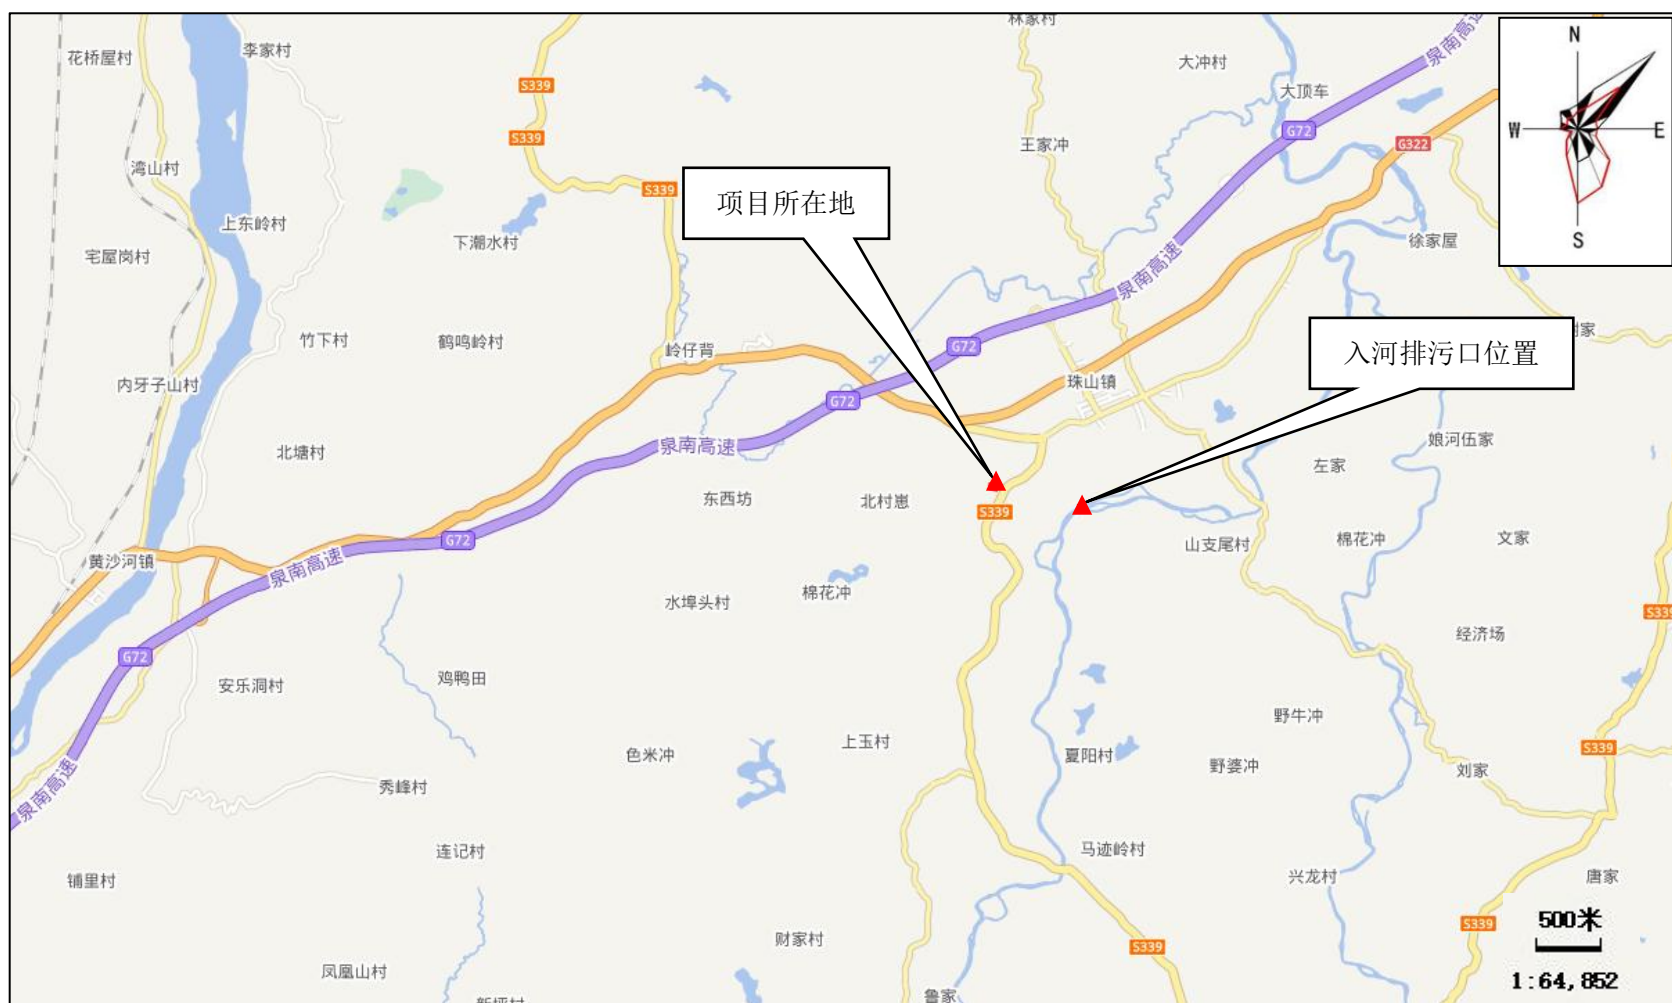 林家村
泉南高速
N
花桥屋村
李家村
大冲村
大顶车
S339
W
E
G72
S339
G322
王家冲
湾山村
S339
项目所在地
上东岭村
下潮水村
徐家屋
S
宅屋岗村
泉南高速
竹下村
鹤鸣岭村
岭仔背
G72
入河排污口位置
内牙子山村
珠山镇
G72
娘河伍家
泉南高速
北塘村
左家
东西坊
北村崽
S339
G72
山支尾村
棉花冲
文家
黄沙河镇
泉南高速
水埠头村
棉花冲
S339
经济场
G72
安乐洞村
鸡鸭田
野牛冲
上玉村
色米冲
夏阳村
S339
野婆冲
刘家
泉南高速
秀峰村
连记村
马迹岭村
铺里村
兴龙村
唐家
500米
S339
财家村
S339
凤凰山村
1:64,852
鲁家
新坪村